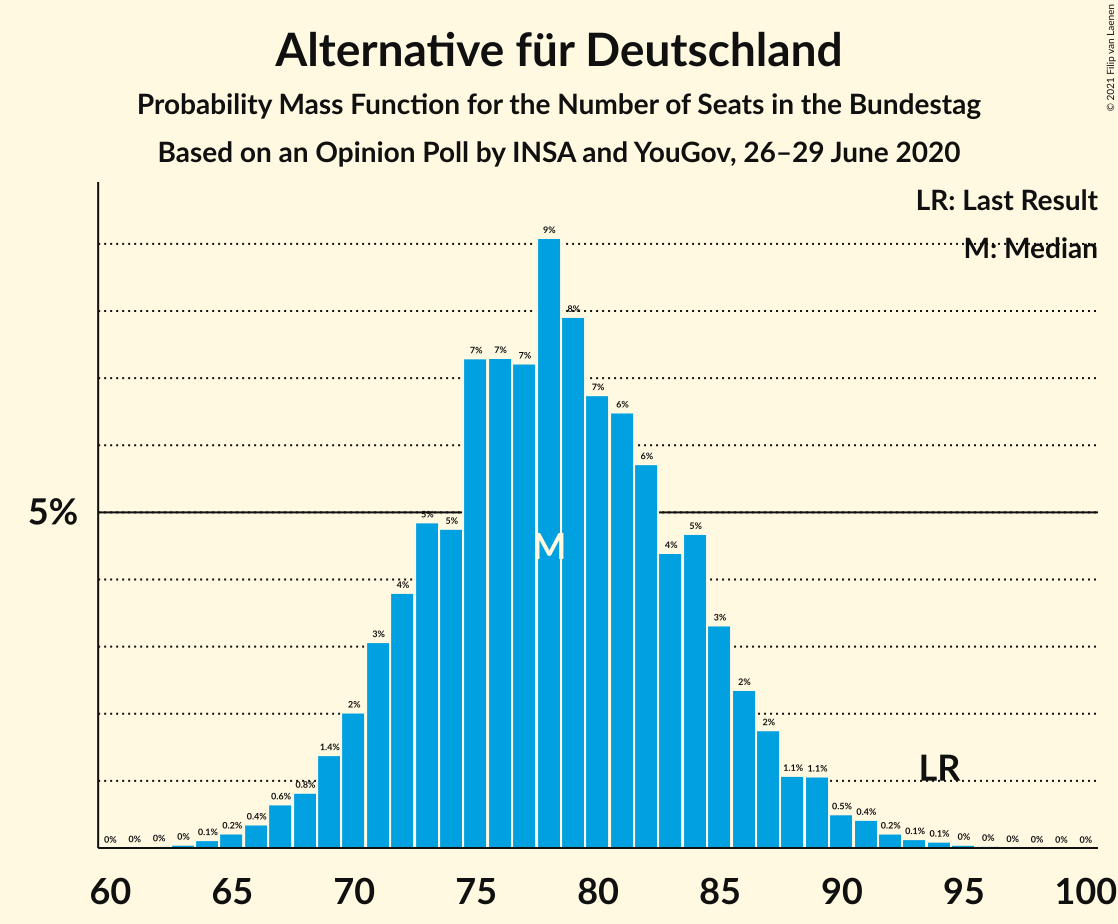 Alternative für Deutschland
Probability Mass Function for the Number of Seats in the Bundestag
Based on an Opinion Poll by INSA and YouGov, 26–29 June 2020
© 2021 Filip van Laenen
LR: Last Result
M: Median
5%
0% 0% 0% 0% 0.1% 0.2% 0.4% 0.6% 0.8% 1.4% 2% 3% 4% 5% 5% 7% 7% 7% 9% 8% 7% 6% 6% 4% 5% 3% 2% 2% 1.1% 1.1% 0.5% 0.4% 0.2% 0.1% 0.1% 0% 0% 0% 0% 0% 0%
M
LR
60 65 70 75 80 85 90 95 100